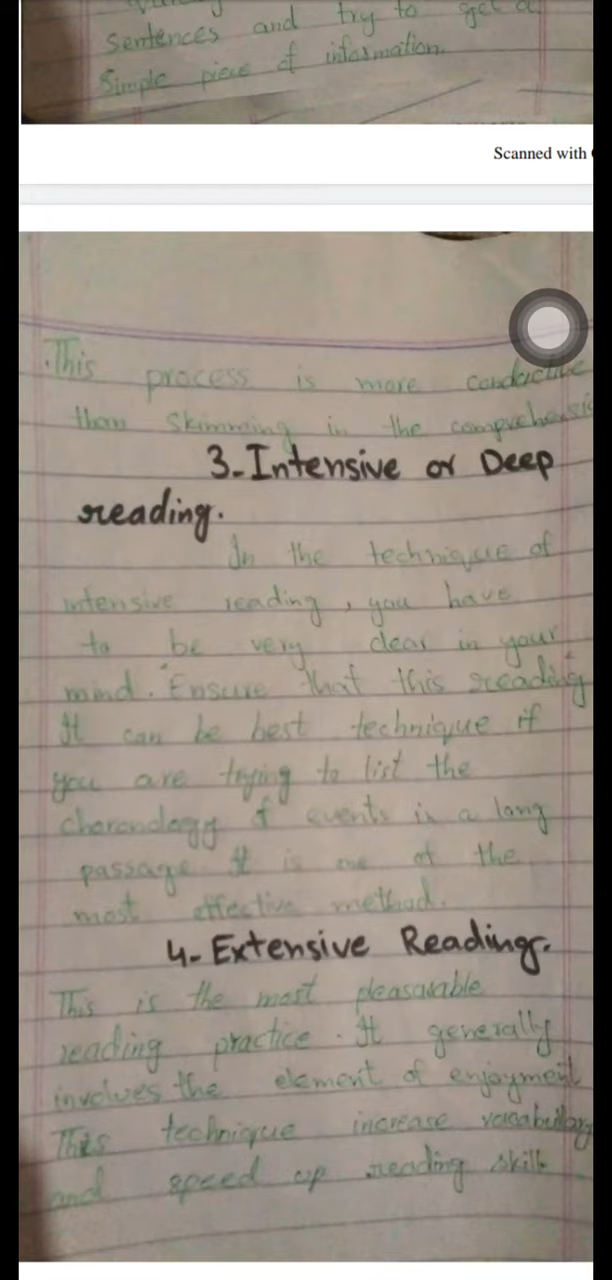 sentences and try to get a
Simple piece of information.
Scanned with
.This process is more conductive
than skimming in the comprehensi
3-Intensive or Deep
reading.
In the technique of
intensive reading, you have
to be very clear in your
mind. Ensure that this reading
It can be best technique if
you are trying to list the
charondogy of events in a long
passage. It is one of the
most effective method.
4-Extensive Reading.
This is the most pleasurable
reading practice. It generally
involves the element of enjoyment
This technique increase vocabullary
and speed up reading skill